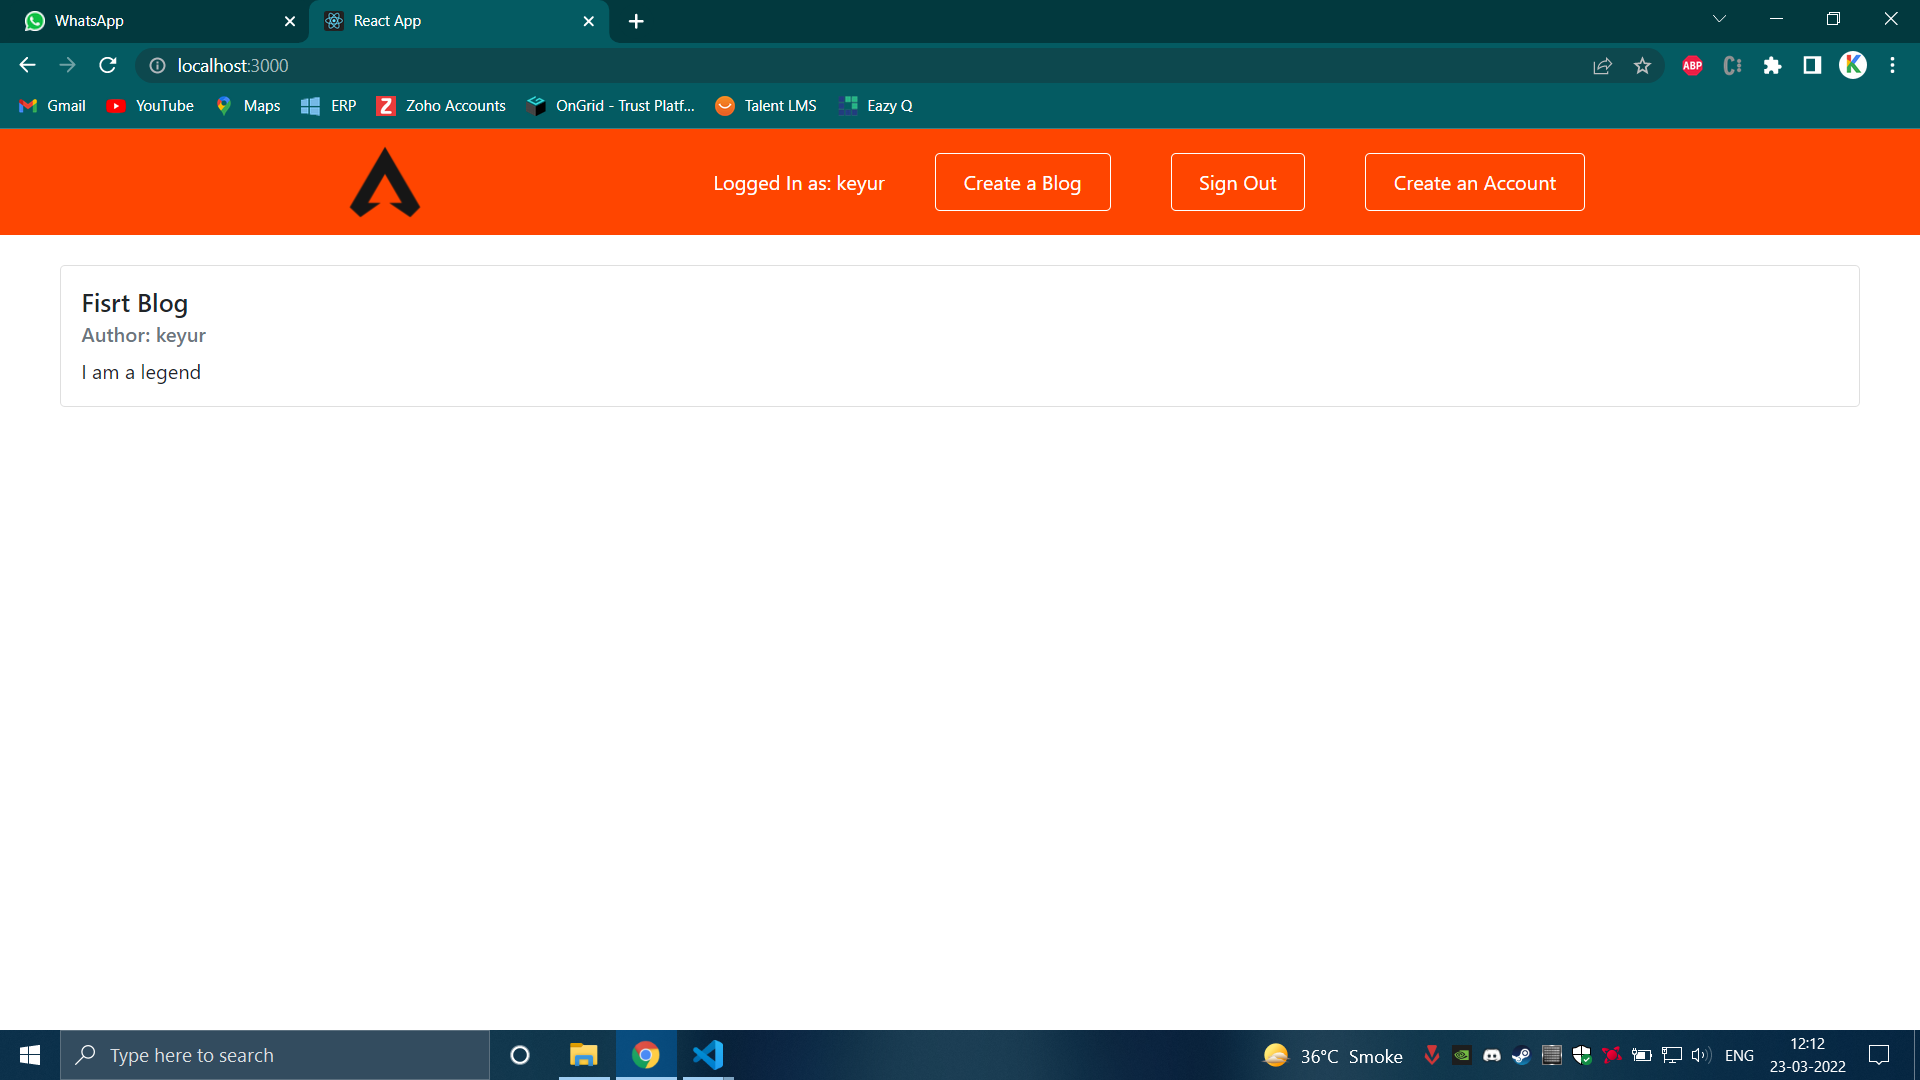 WhatsApp
React App
localhost:3000
ABP
K
Gmail
YouTube
Maps
ERP
Z
Zoho Accounts
OnGrid - Trust Platf...
Talent LMS
Eazy Q
Logged In as: keyur
Create a Blog
Sign Out
Create an Account
Fisrt Blog
Author: keyur
I am a legend
Type here to search
36°C Smoke
ENG
12:12
23-03-2022